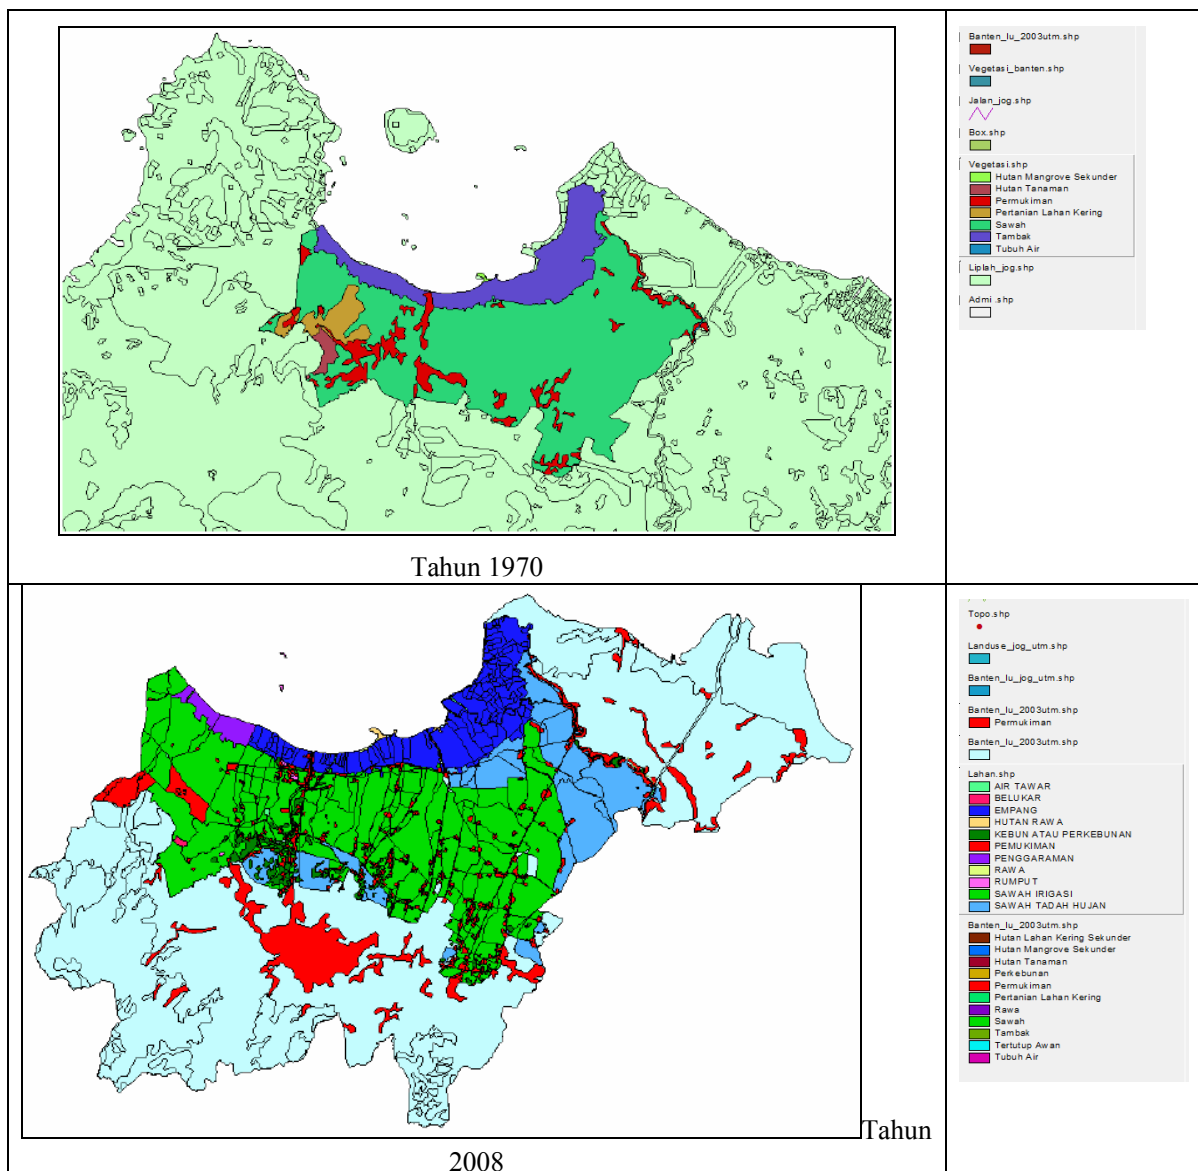 Banten_lu_2003utm.shp
Vegetasi_banten.shp
Jalan_jog.shp
Box.shp
Vegetasi.shp
Hutan Mangrove Sekunder
Hutan Tanaman
Permukiman
Pertanian Lahan Kering
Sawah
Tambak
Tubuh Air
Liplah_jog.shp
Admi.shp
Tahun 1970
Topo.shp
Landuse_jog_utm.shp
Banten_lu_jog_utm.shp
Banten_lu_2003utm.shp
Permukiman
Banten_lu_2003utm.shp
Lahan.shp
AIR TAWAR
BELUKAR
EMPANG
HUTAN RAWA
KEBUN ATAU PERKEBUNAN
PEMUKIMAN
PENGGARAMAN
RAWA
RUMPUT
SAWAH IRIGASI
SAWAH TADAH HUJAN
Banten_lu_2003utm.shp
Hutan Lahan Kering Sekunder
Hutan Mangrove Sekunder
Hutan Tanaman
Perkebunan
Permukiman
Pertanian Lahan Kering
Rawa
Sawah
Tambak
Tertutup Awan
Tubuh Air
Tahun
2008